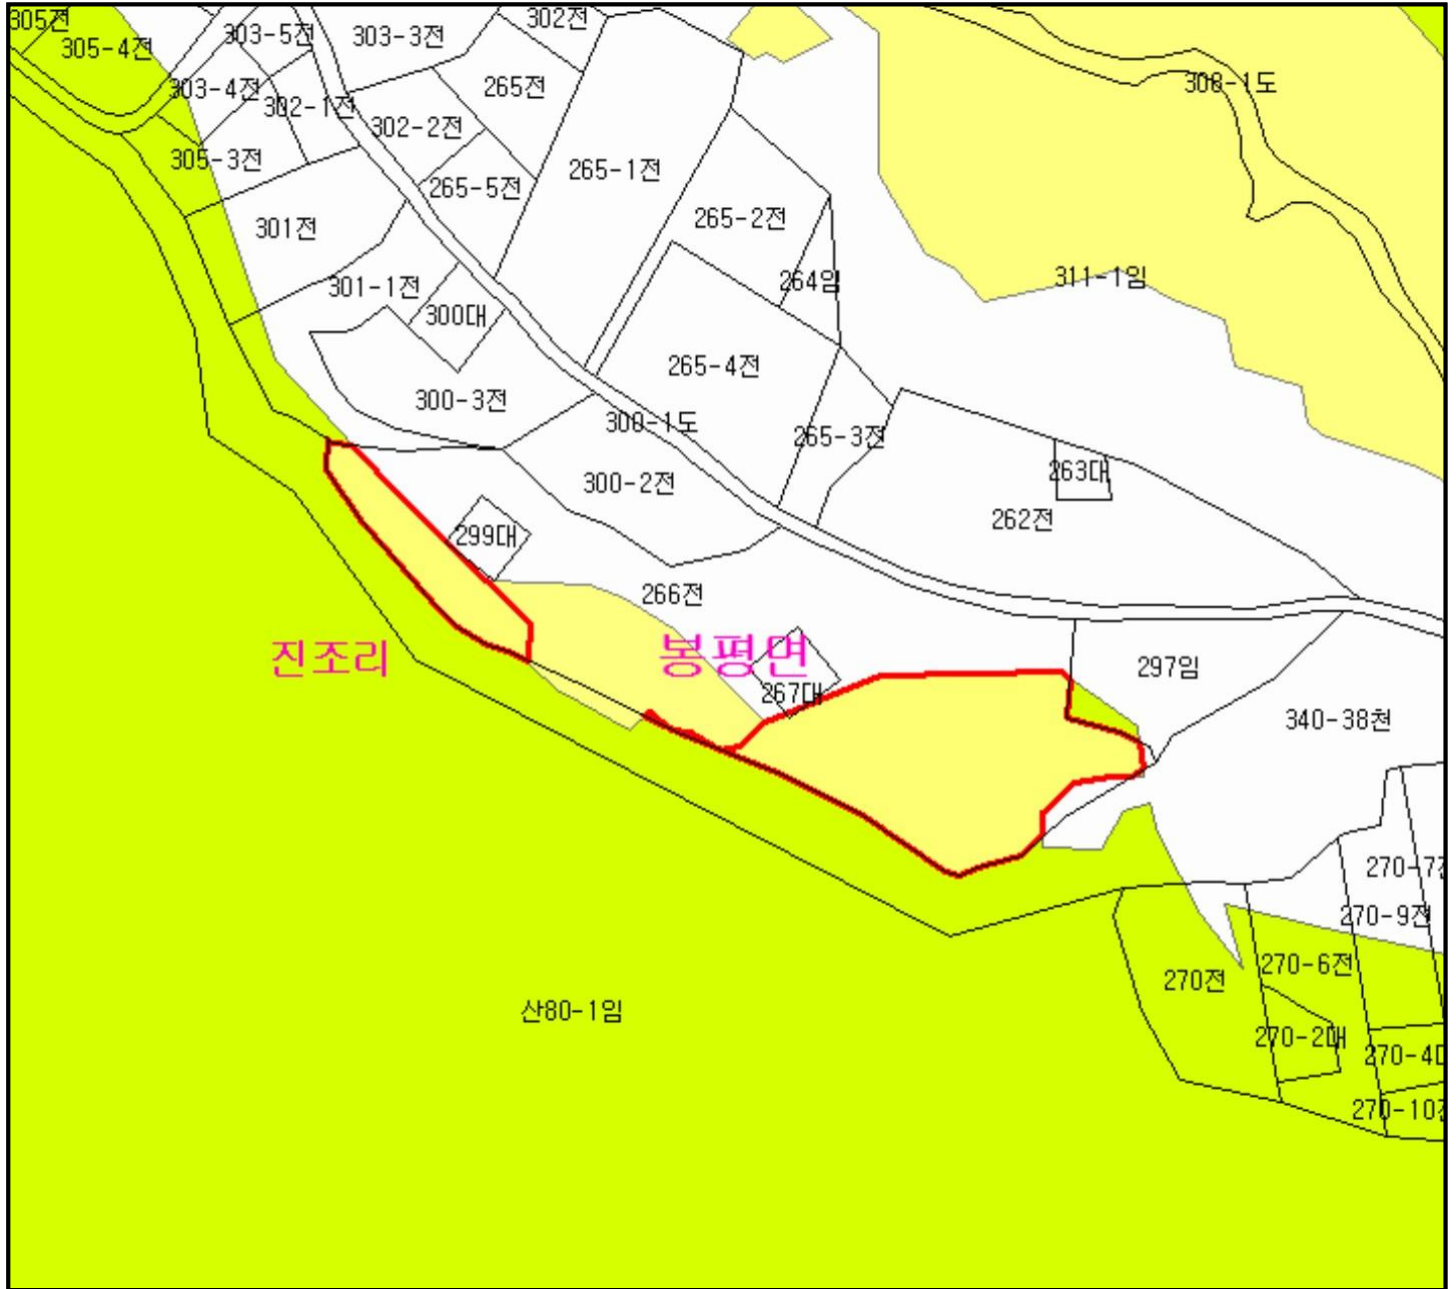 305전
305-4전
303-5전
303-3전
302전
303-4전
302-1전
302-2전
265전
305-3전
265-5전
265-1전
308-1도
301전
265-2전
301-1전
300대
264임
311-1임
300-3전
265-4전
300-1도
265-3전
300-2전
263대
262전
299대
266전
진조리
봉평면
267대
297임
340-38천
270-7전
270-9전
270전
270-6전
산80-1임
270-2대
270-4대
270-10전